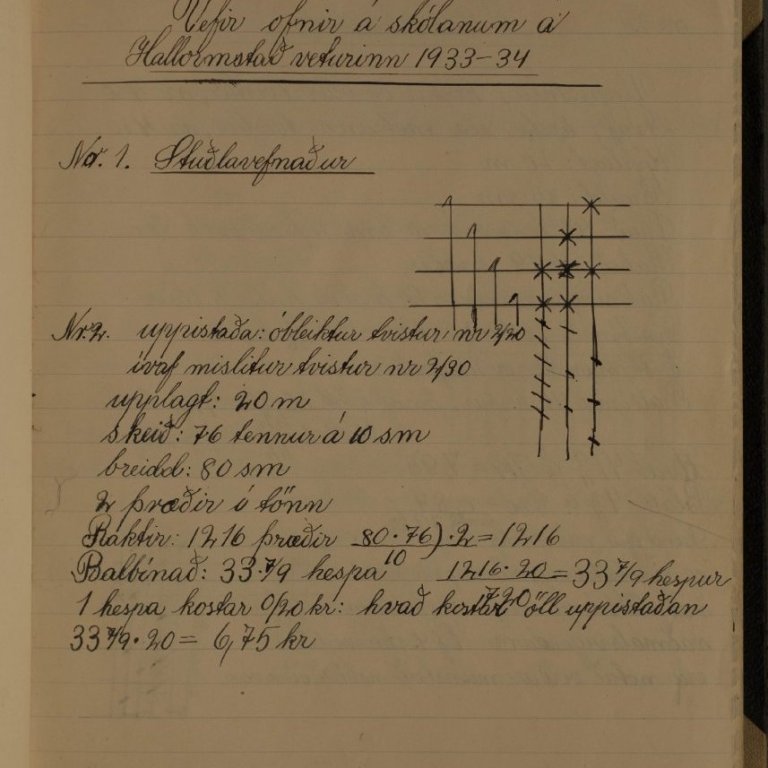 Vefir ofnir á skólanum á
Hallormstað veturinn 1933-34
No. 1. Stuðlavefnaður
Nr. 2. uppistaða: óbleiktur tvistur nr 2/20
ívaf mislitur tvistur nr 2/30
upplagt: 20 m
skeið: 76 tennur á 10 sm
breidd: 80 sm
2 þræðir í tönn
Raktir: 1216 þræðir 80·76/10)·2 = 1216
Balbínað: 33 7/9 hespa 1216·20/720 = 33 7/9 hespur
1 hespa kostar 0/20 kr: hvað kostar öll uppistaðan
33 7/9·20 = 6,75 kr